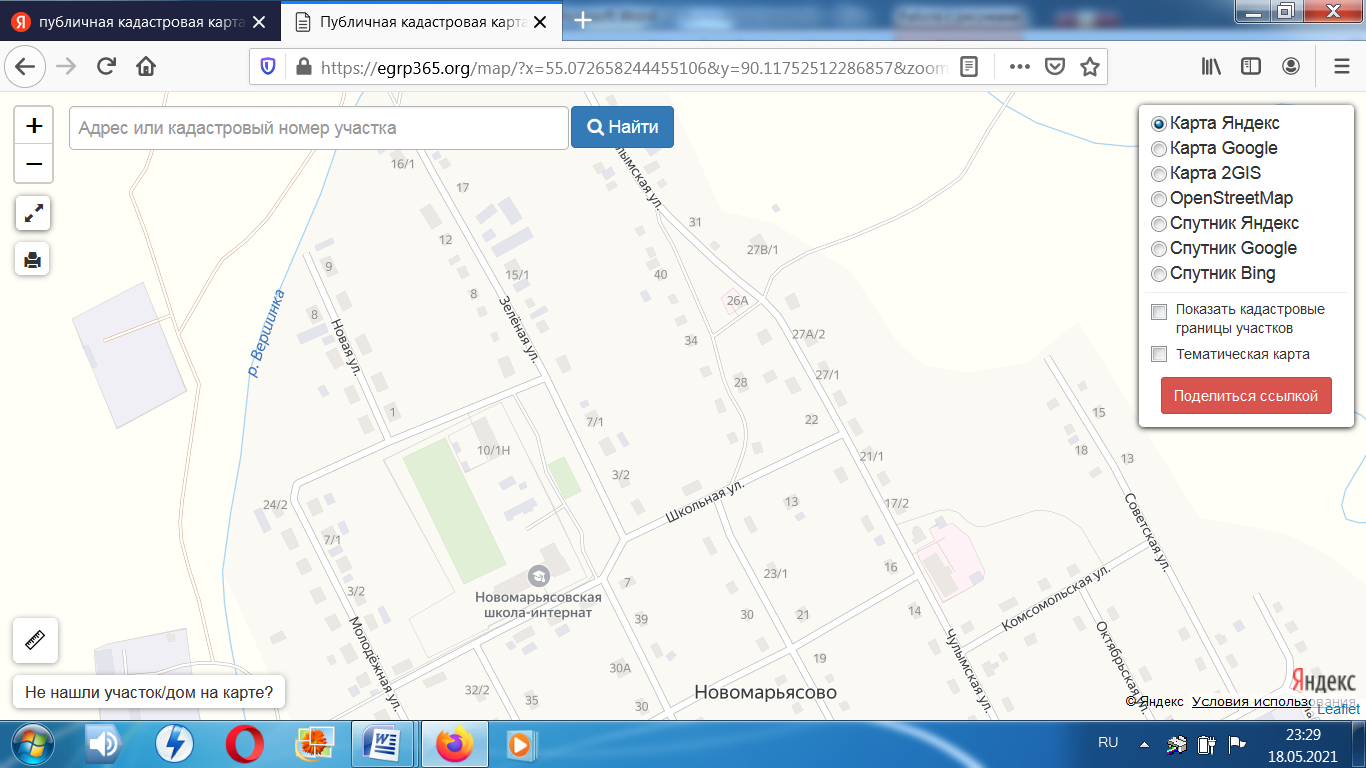 публичная кадастровая карта
Публичная кадастровая карта
https://egrp365.org/map/?x=55.072658244455106&y=90.11752512286857&zoom
Адрес или кадастровый номер участка
Найти
Карта Яндекс
Карта Google
Карта 2GIS
OpenStreetMap
Спутник Яндекс
Спутник Google
Спутник Bing
Показать кадастровые
границы участков
Тематическая карта
Поделиться ссылкой
16/1
17
12
15/1
8
9
8
31
27В/1
40
26А
34
27А/2
28
27/1
22
1
7/1
10/1Н
3/2
21/1
15
18
13
24/2
13
17/2
7/1
3/2
23/1
16
7
39
30
21
14
30А
19
32/2
35
30
р. Вершинка
Новая ул.
Зелёная ул.
Школьная ул.
Советская ул.
Комсомольская ул.
Октябрьская ул.
Чулымская ул.
Молодёжная ул.
Новомарьясовская
школа-интернат
Новомарьясово
Не нашли участок/дом на карте?
Яндекс
© Яндекс
Leaflet
RU
23:29
18.05.2021